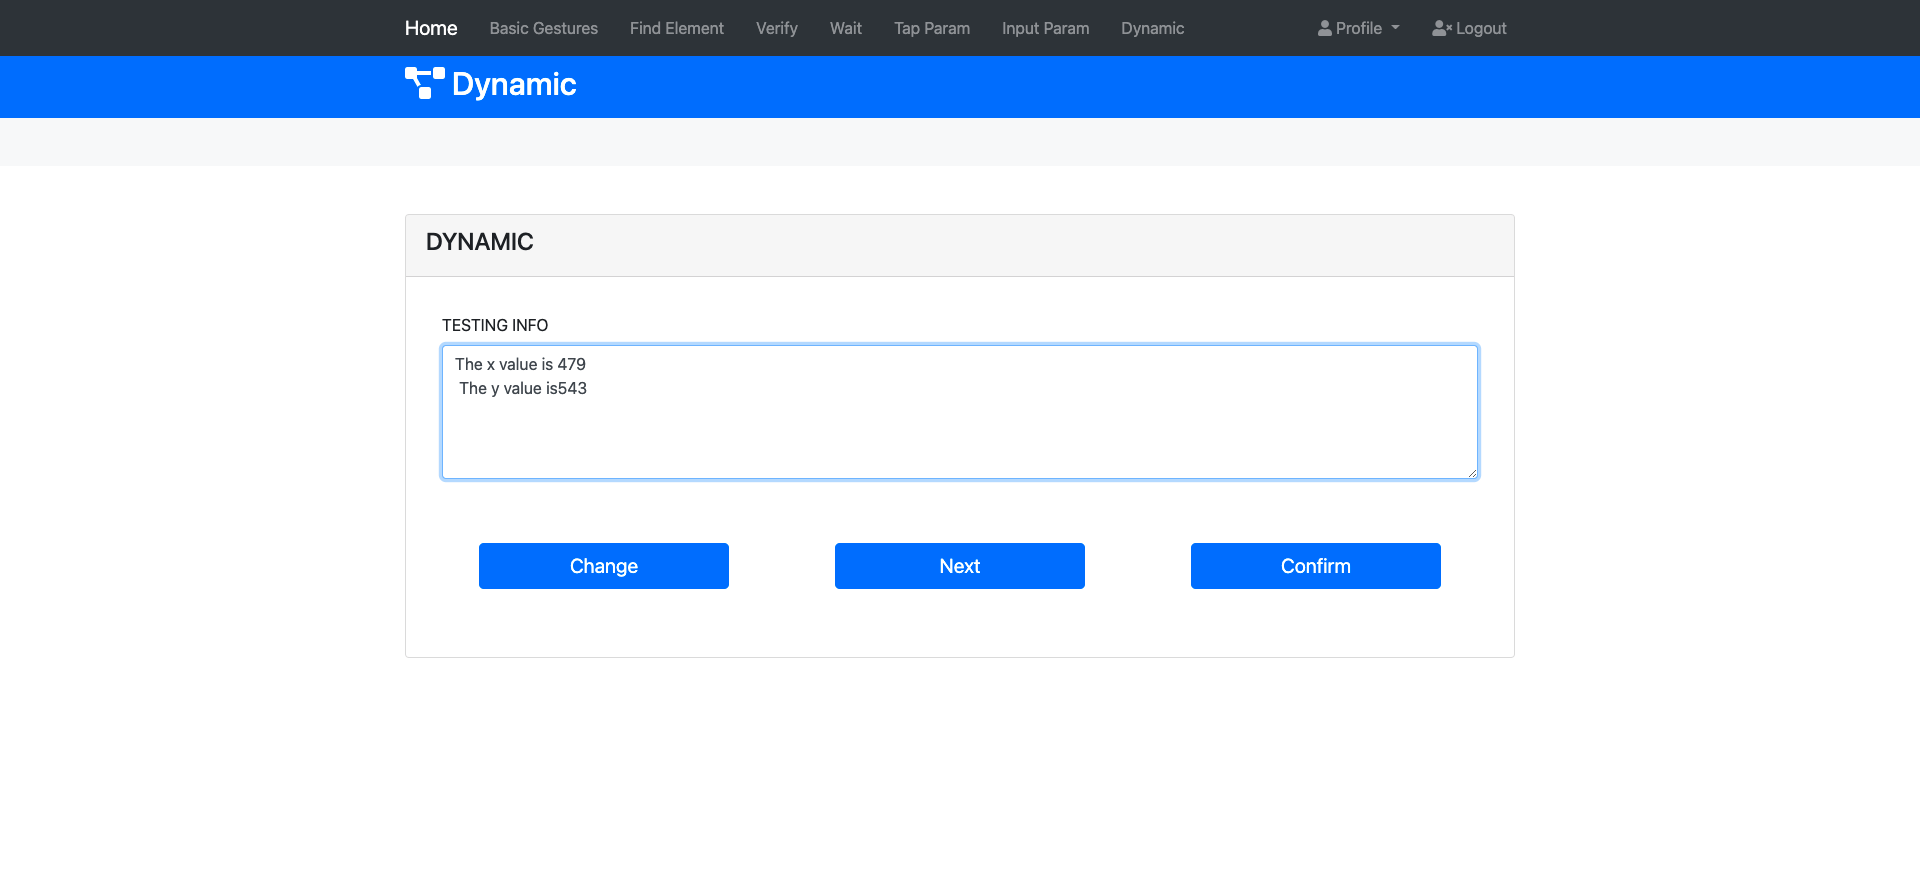 Home Basic Gestures Find Element Verify Wait Tap Param Input Param Dynamic Profile Logout
Dynamic
DYNAMIC
TESTING INFO
The x value is 479
The y value is543
Change Next Confirm